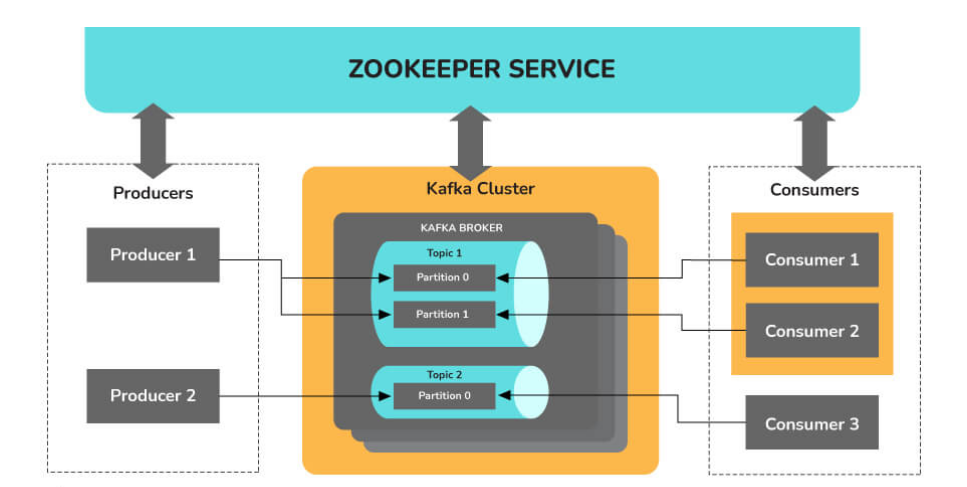 ZOOKEEPER SERVICE
Producers
Producer 1
Producer 2
Kafka Cluster
KAFKA BROKER
Topic 1
Partition 0
Partition 1
Topic 2
Partition 0
Consumers
Consumer 1
Consumer 2
Consumer 3